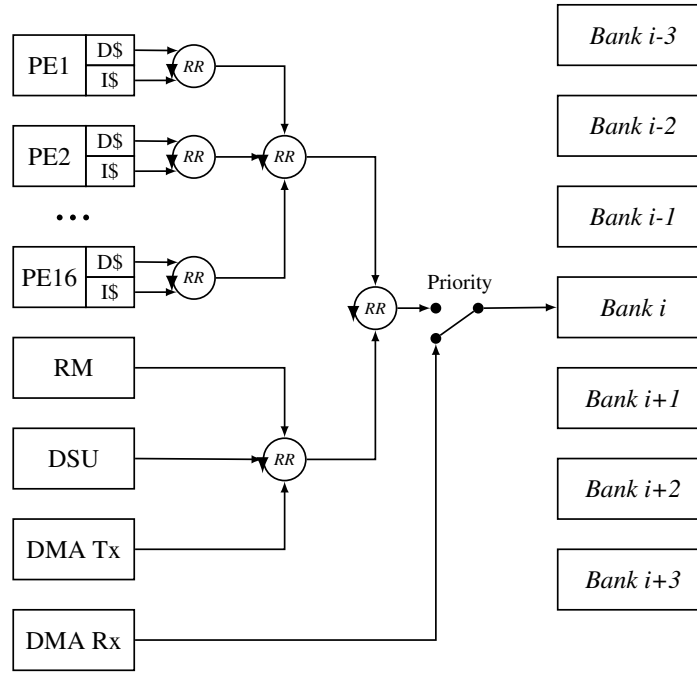 PE1
D$
I$
RR
PE2
D$
I$
RR
RR
...
PE16
D$
I$
RR
RM
DSU
DMA Tx
DMA Rx
RR
RR
Priority
Bank i-3
Bank i-2
Bank i-1
Bank i
Bank i+1
Bank i+2
Bank i+3